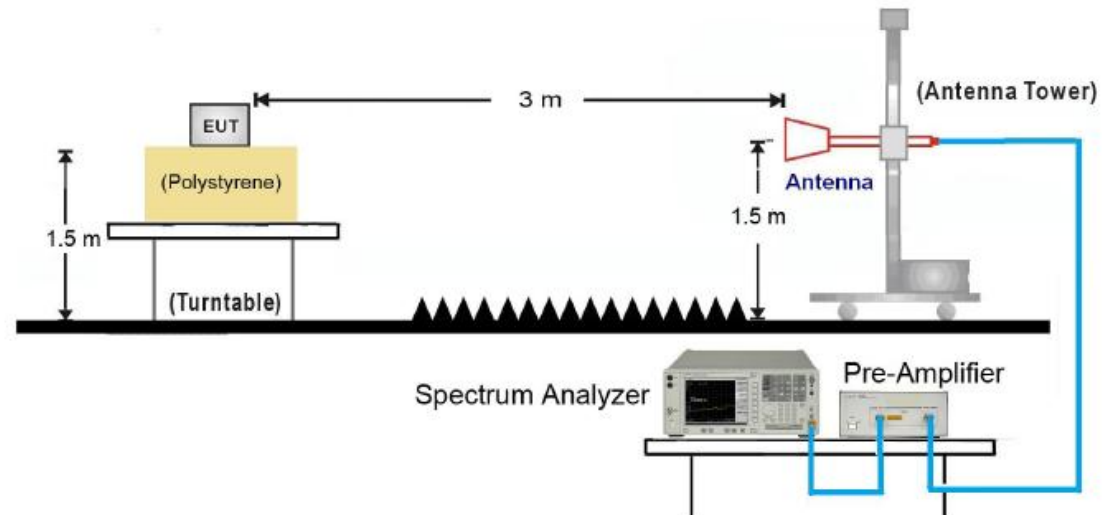 3 m
(Antenna Tower)
EUT
(Polystyrene)
Antenna
1.5 m
1.5 m
(Turntable)
Spectrum Analyzer
Pre-Amplifier